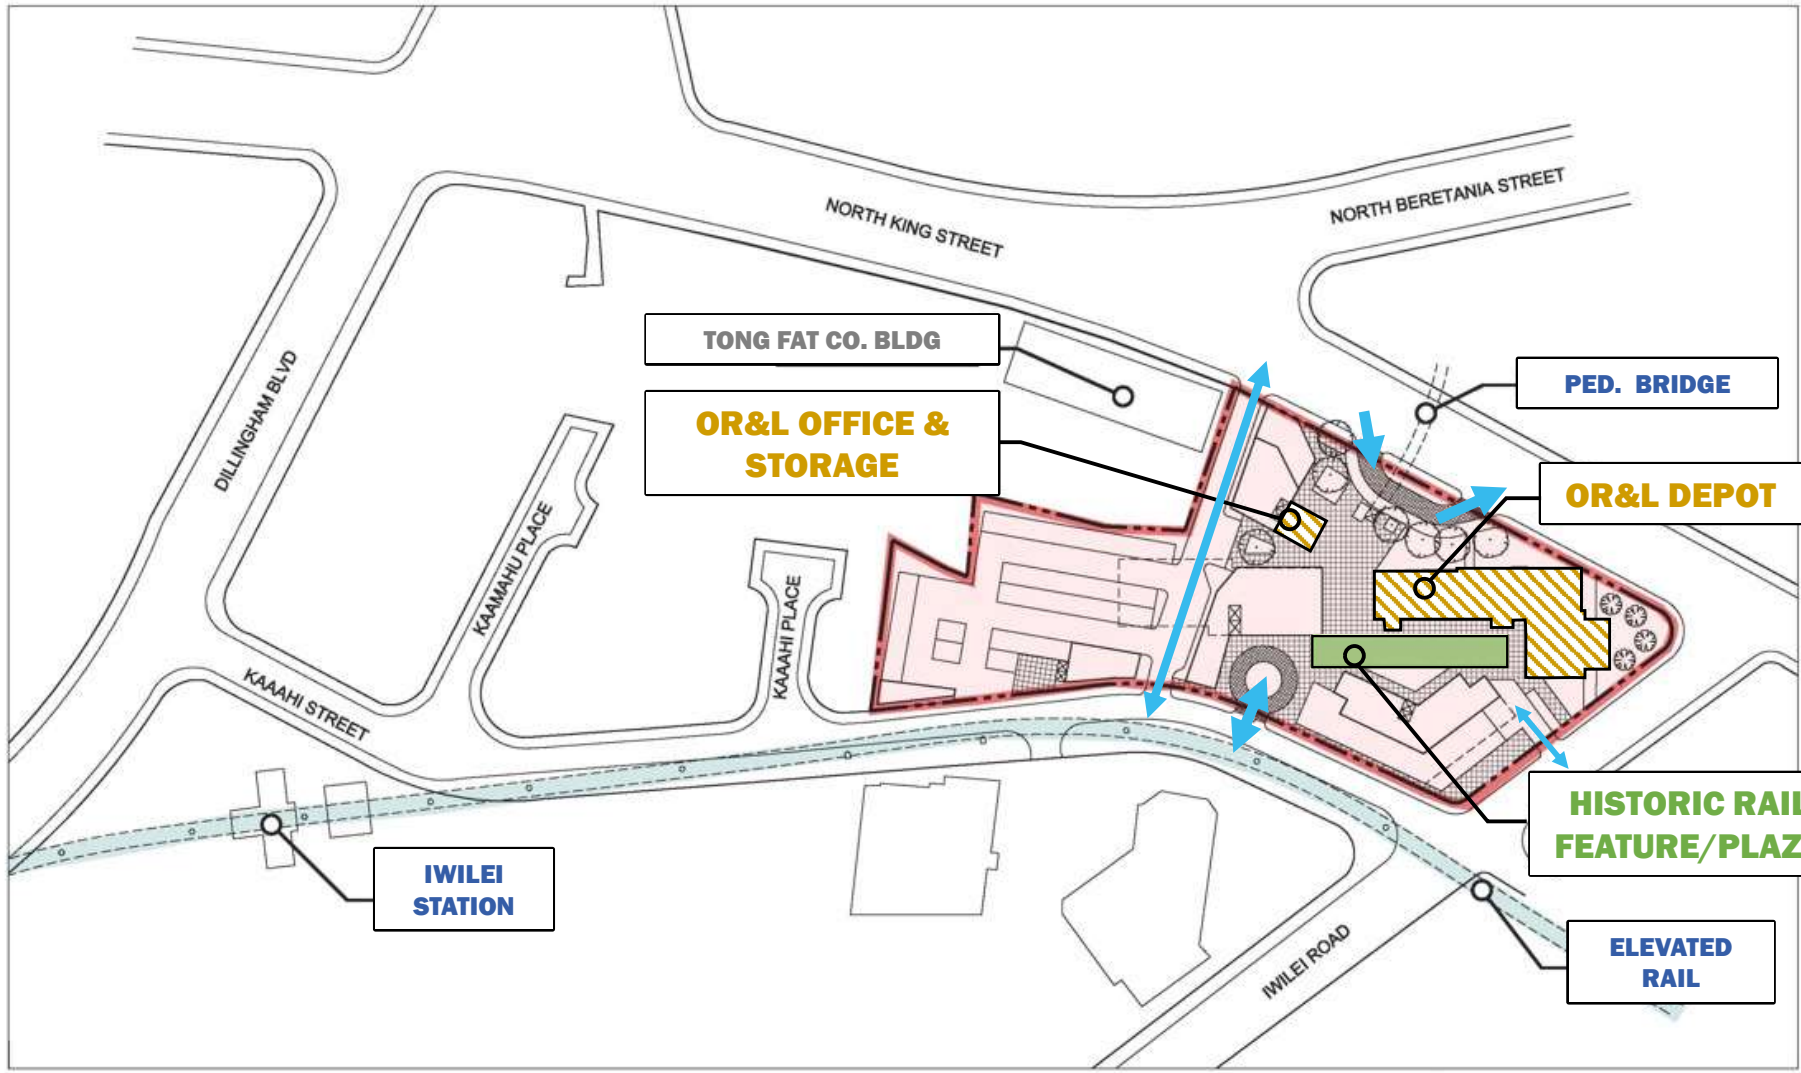 NORTH KING STREET
NORTH BERETANIA STREET
TONG FAT CO. BLDG
PED. BRIDGE
DILLINGHAM BLVD
OR&L OFFICE &
STORAGE
OR&L DEPOT
KAAMAHU PLACE
KAAHI PLACE
KAAAHI STREET
HISTORIC RAIL
FEATURE/PLAZ
IWILEI
STATION
IWILEI ROAD
ELEVATED
RAIL